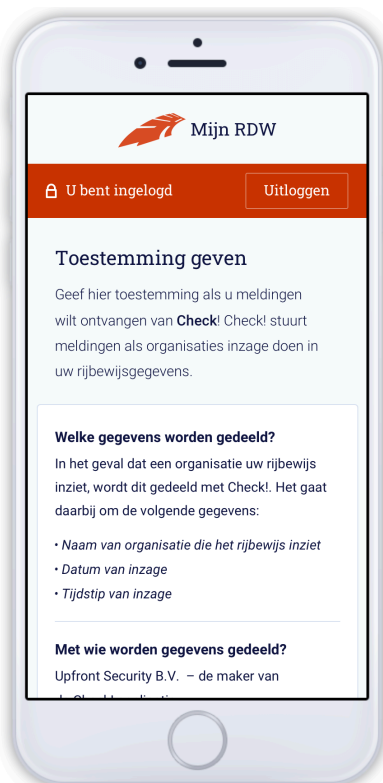 Mijn RDW
U bent ingelogd
Uitloggen
Toestemming geven
Geef hier toestemming als u meldingen
wilt ontvangen van Check! Check! stuurt
meldingen als organisaties inzage doen in
uw rijbewijsgegevens.
Welke gegevens worden gedeeld?
In het geval dat een organisatie uw rijbewijs
inziet, wordt dit gedeeld met Check!. Het gaat
daarbij om de volgende gegevens:
• Naam van organisatie die het rijbewijs inziet
• Datum van inzage
• Tijdstip van inzage
Met wie worden gegevens gedeeld?
Upfront Security B.V. – de maker van